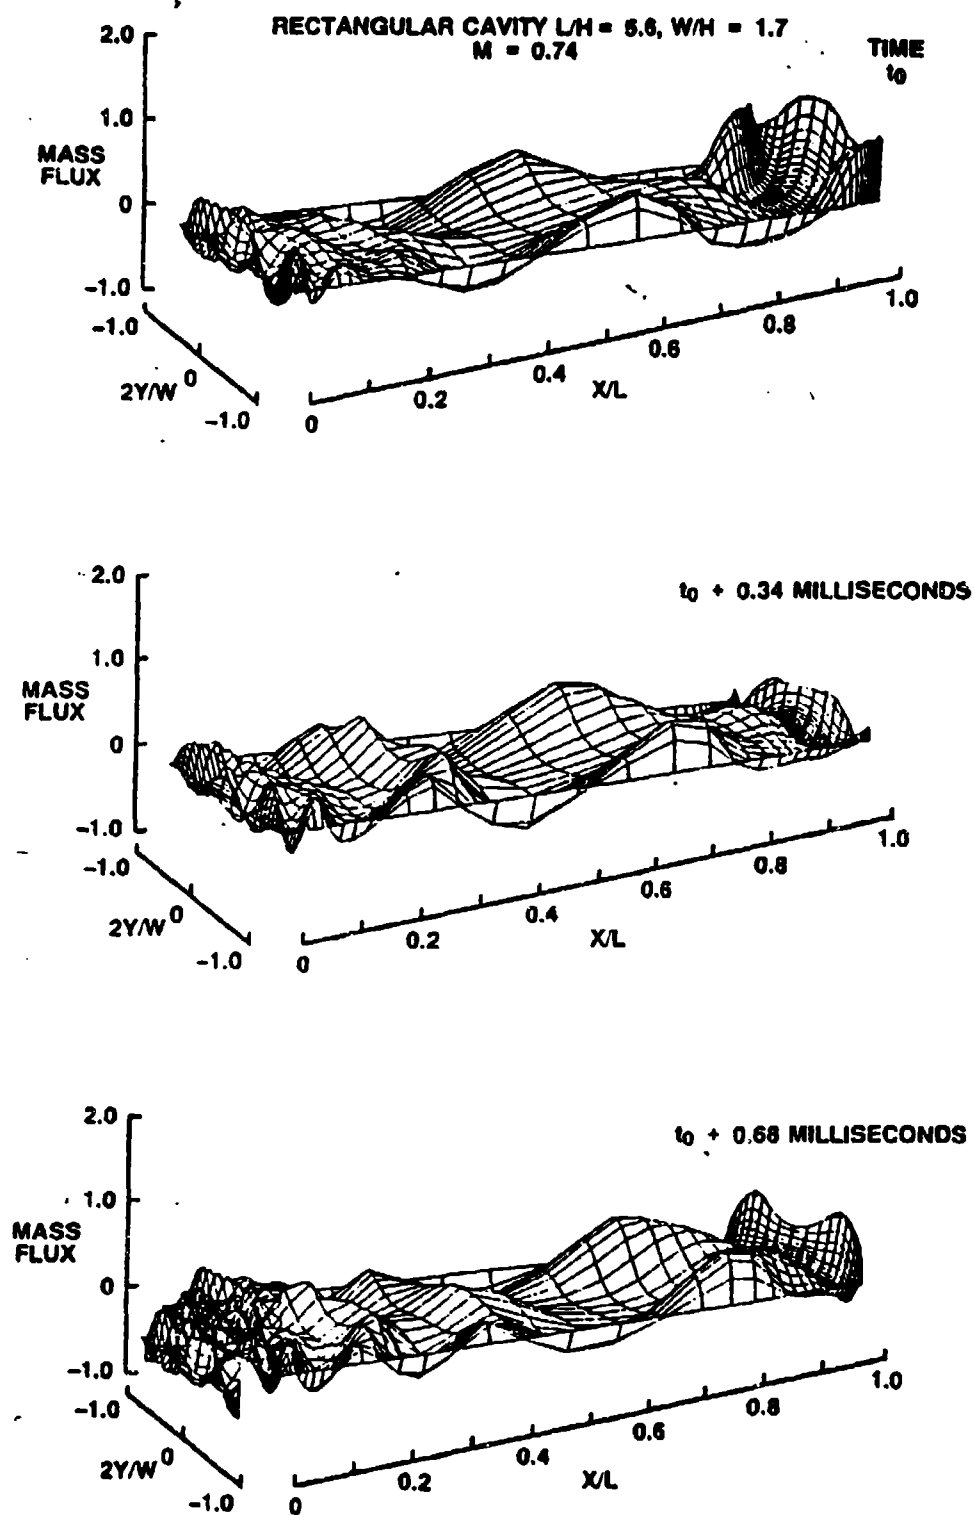 RECTANGULAR CAVITY L/H = 5.6, W/H = 1.7
M = 0.74
TIME
t0
2.0
1.0
MASS
FLUX
0
-1.0
-1.0
0
2Y/W
-1.0
0
0.2
0.4
0.6
0.8
1.0
X/L
t0 + 0.34 MILLISECONDS
2.0
1.0
MASS
FLUX
0
-1.0
-1.0
0
2Y/W
-1.0
0
0.2
0.4
0.6
0.8
1.0
X/L
t0 + 0.68 MILLISECONDS
2.0
1.0
MASS
FLUX
0
-1.0
-1.0
0
2Y/W
-1.0
0
0.2
0.4
0.6
0.8
1.0
X/L